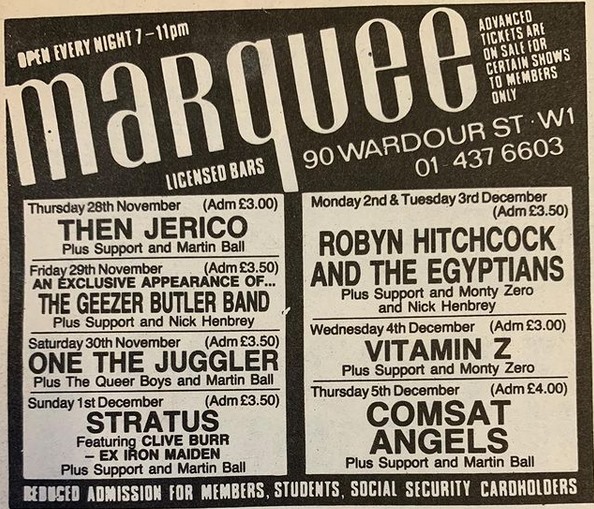 OPEN EVERY NIGHT 7-11pm
marquee
ADVANCED
TICKETS ARE
ON SALE FOR
CERTAIN SHOWS
TO MEMBERS
ONLY
LICENSED BARS
90 WARDOUR ST · W1
01 · 437 6603
Thursday 28th November (Adm £3.00)
THEN JERICO
Plus Support and Martin Ball
Friday 29th November (Adm £3.50)
AN EXCLUSIVE APPEARANCE OF...
THE GEEZER BUTLER BAND
Plus Support and Nick Henbrey
Saturday 30th November (Adm £3.50)
ONE THE JUGGLER
Plus The Queer Boys and Martin Ball
Sunday 1st December (Adm £3.50)
STRATUS
Featuring CLIVE BURR
– EX IRON MAIDEN
Plus Support and Martin Ball
Monday 2nd & Tuesday 3rd December
(Adm £3.50)
ROBYN HITCHCOCK
AND THE EGYPTIANS
Plus Support and Monty Zero
and Nick Henbrey
Wednesday 4th December (Adm £3.00)
VITAMIN Z
Plus Support and Monty Zero
Thursday 5th December (Adm £4.00)
COMSAT
ANGELS
Plus Support and Martin Ball
REDUCED ADMISSION FOR MEMBERS, STUDENTS, SOCIAL SECURITY CARDHOLDERS